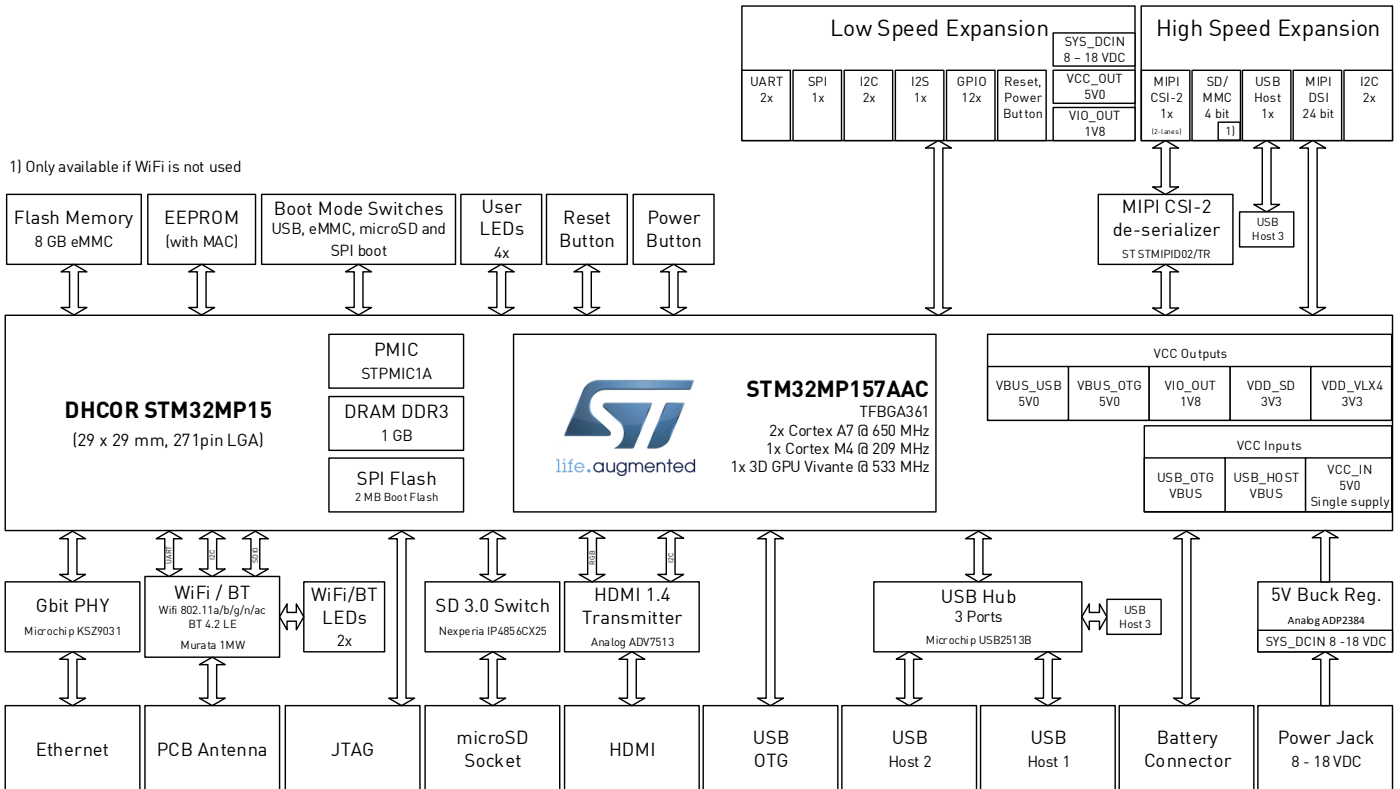 Low Speed Expansion
SYS_DCIN
8 – 18 VDC
UART
2x
SPI
1x
I2C
2x
I2S
1x
GPIO
12x
Reset,
Power
Button
VCC_OUT
5V0
VIO_OUT
1V8
High Speed Expansion
MIPI
CSI-2
1x
(2-lanes)
SD/
MMC
4 bit
1)
USB
Host
1x
MIPI
DSI
24 bit
I2C
2x
1) Only available if WiFi is not used
Flash Memory
8 GB eMMC
EEPROM
(with MAC)
Boot Mode Switches
USB, eMMC, microSD and
SPI boot
User
LEDs
4x
Reset
Button
Power
Button
MIPI CSI-2
de-serializer
ST STMIPID02/TR
USB
Host 3
DHCOR STM32MP15
(29 x 29 mm, 271pin LGA)
PMIC
STPMIC1A
DRAM DDR3
1 GB
SPI Flash
2 MB Boot Flash
ST
life.augmented
STM32MP157AAC
TFBGA361
2x Cortex A7 @ 650 MHz
1x Cortex M4 @ 209 MHz
1x 3D GPU Vivante @ 533 MHz
VCC Outputs
VBUS_USB
5V0
VBUS_OTG
5V0
VIO_OUT
1V8
VDD_SD
3V3
VDD_VLX4
3V3
VCC Inputs
USB_OTG
VBUS
USB_HOST
VBUS
VCC_IN
5V0
Single supply
UART
I2C
SDIO
RGB
I2C
Gbit PHY
Microchip KSZ9031
WiFi / BT
Wifi 802.11a/b/g/n/ac
BT 4.2 LE
Murata 1MW
WiFi/BT
LEDs
2x
SD 3.0 Switch
Nexperia IP4856CX25
HDMI 1.4
Transmitter
Analog ADV7513
USB Hub
3 Ports
Microchip USB2513B
USB
Host 3
5V Buck Reg.
Analog ADP2384
SYS_DCIN 8 -18 VDC
Ethernet
PCB Antenna
JTAG
microSD
Socket
HDMI
USB
OTG
USB
Host 2
USB
Host 1
Battery
Connector
Power Jack
8 - 18 VDC